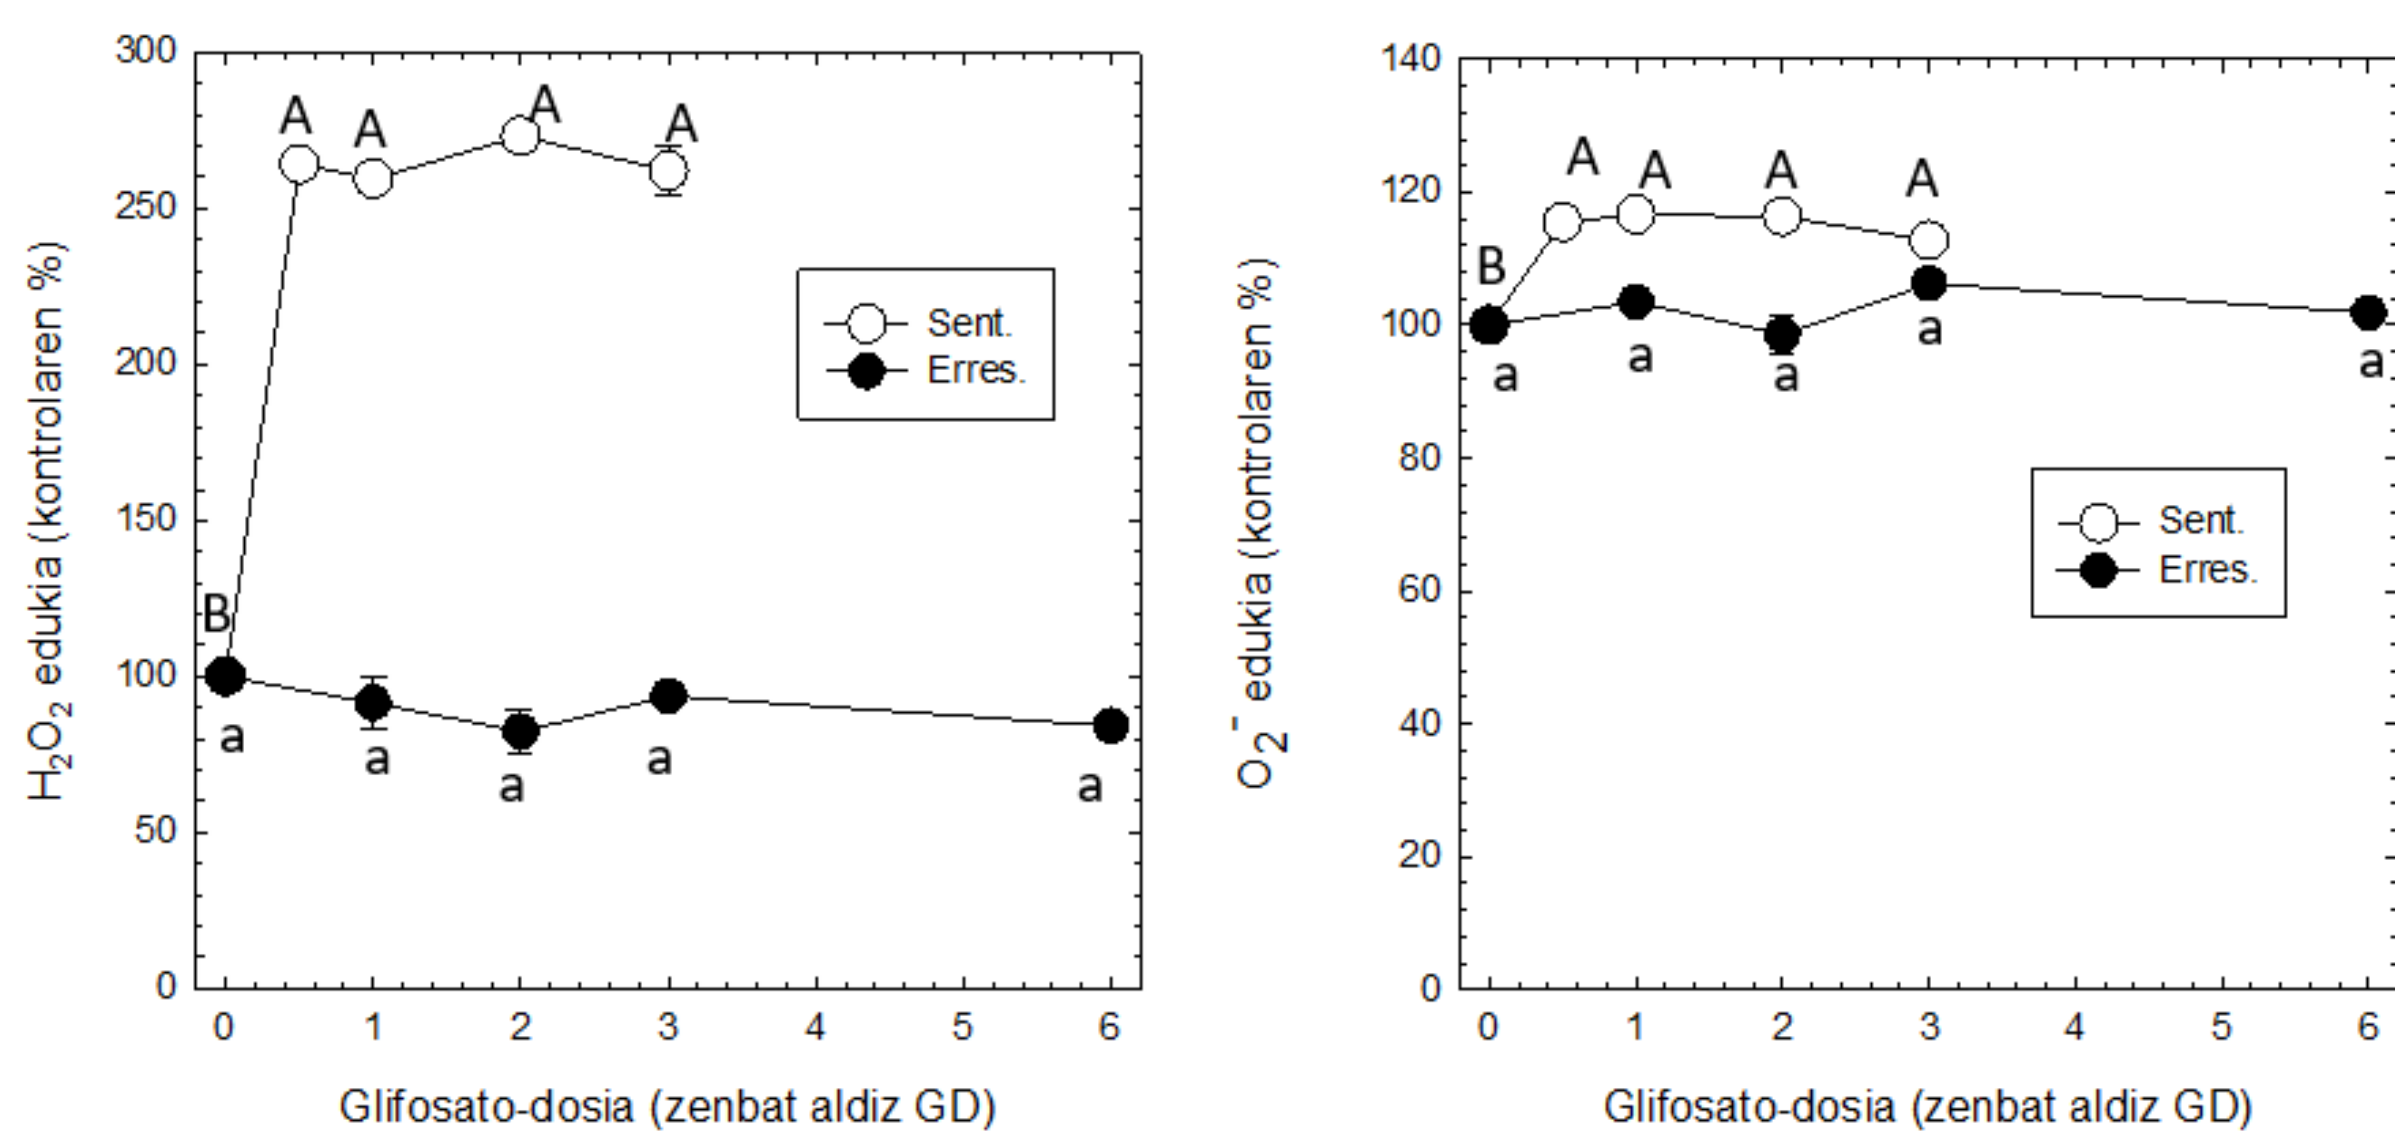 300
250
200
150
100
50
0
H₂O₂ edukia (kontrolaren %)
A
A
A
A
B
a
a
a
a
a
Sent.
Erres.
0 1 2 3 4 5 6
Glifosato-dosia (zenbat aldiz GD)
140
120
100
80
60
40
20
0
O₂⁻ edukia (kontrolaren %)
A
A
A
A
B
a
a
a
a
a
Sent.
Erres.
0 1 2 3 4 5 6
Glifosato-dosia (zenbat aldiz GD)